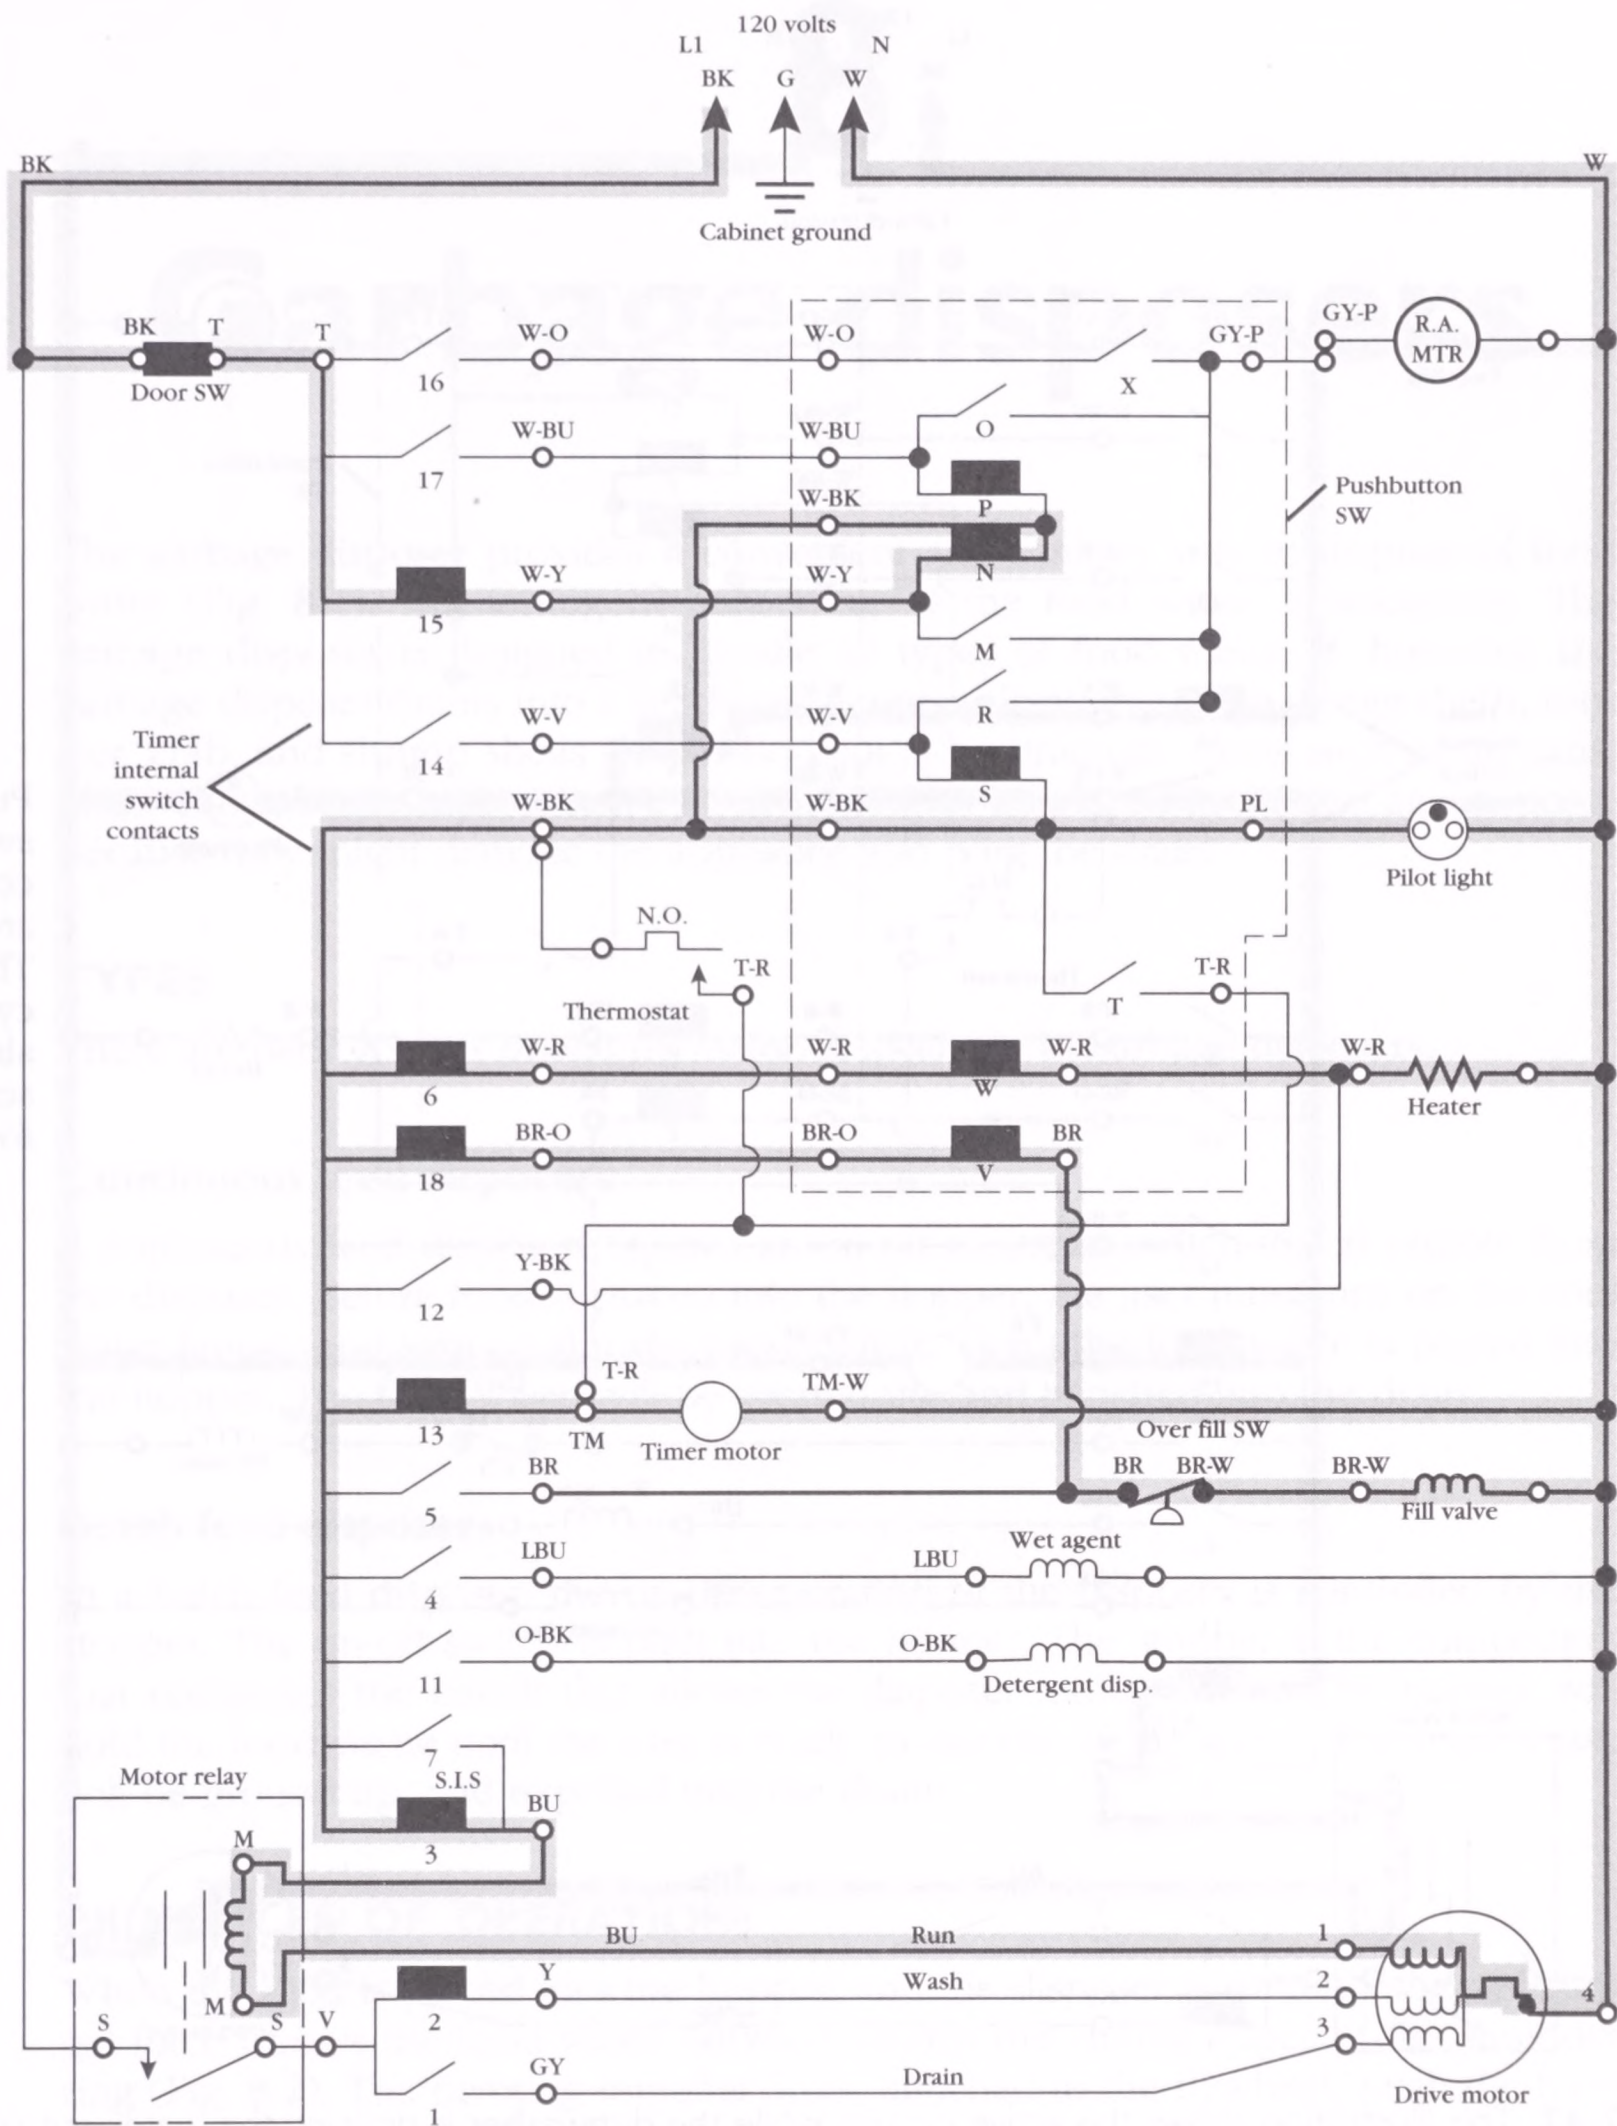 120 volts
L1 N
BK G W
BK W
Cabinet ground
BK T T W-O W-O GY-P GY-P R.A. MTR
Door SW 16 X
W-BU W-BU O
17 P
W-BK
Pushbutton SW
W-Y W-Y N
15 M
R
W-V W-V
14 S
Timer internal switch contacts
W-BK W-BK PL
Pilot light
N.O.
T-R T-R
Thermostat T
W-R W-R W-R W-R
6 W Heater
BR-O BR-O BR
18 V
Y-BK
12
T-R TM-W
13 TM Timer motor Over fill SW
BR BR BR-W BR-W
5 Fill valve
LBU LBU Wet agent
4
O-BK O-BK
11 Detergent disp.
7
Motor relay S.I.S BU
M 3
BU Run 1
Y Wash 2
M 4
S S V 2 3
GY Drain
1 Drive motor